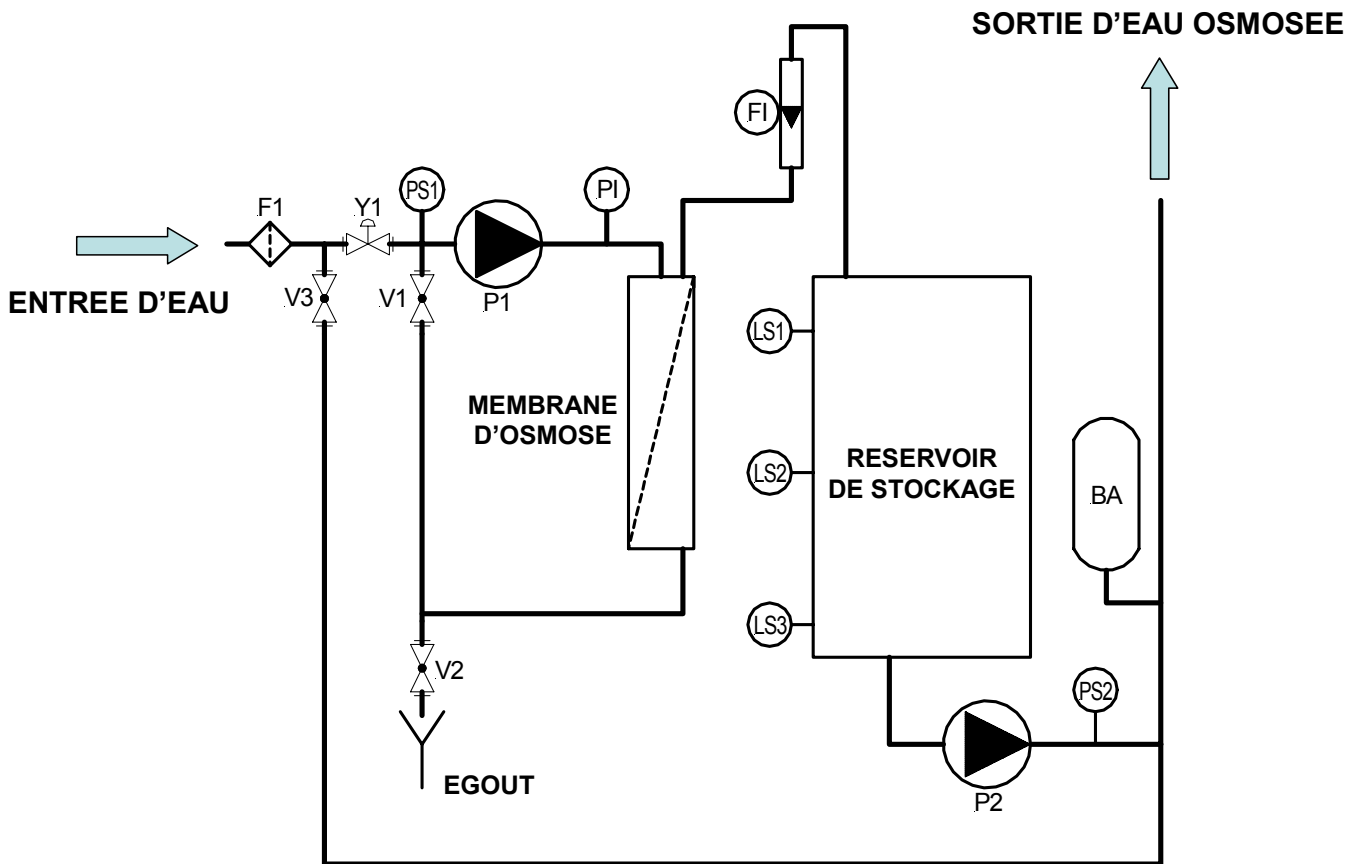 SORTIE D'EAU OSMOSEE
FI
PS1
PI
F1
Y1
ENTREE D'EAU
V3
V1
P1
LS1
MEMBRANE
D'OSMOSE
LS2
RESERVOIR
DE STOCKAGE
BA
LS3
V2
PS2
EGOUT
P2